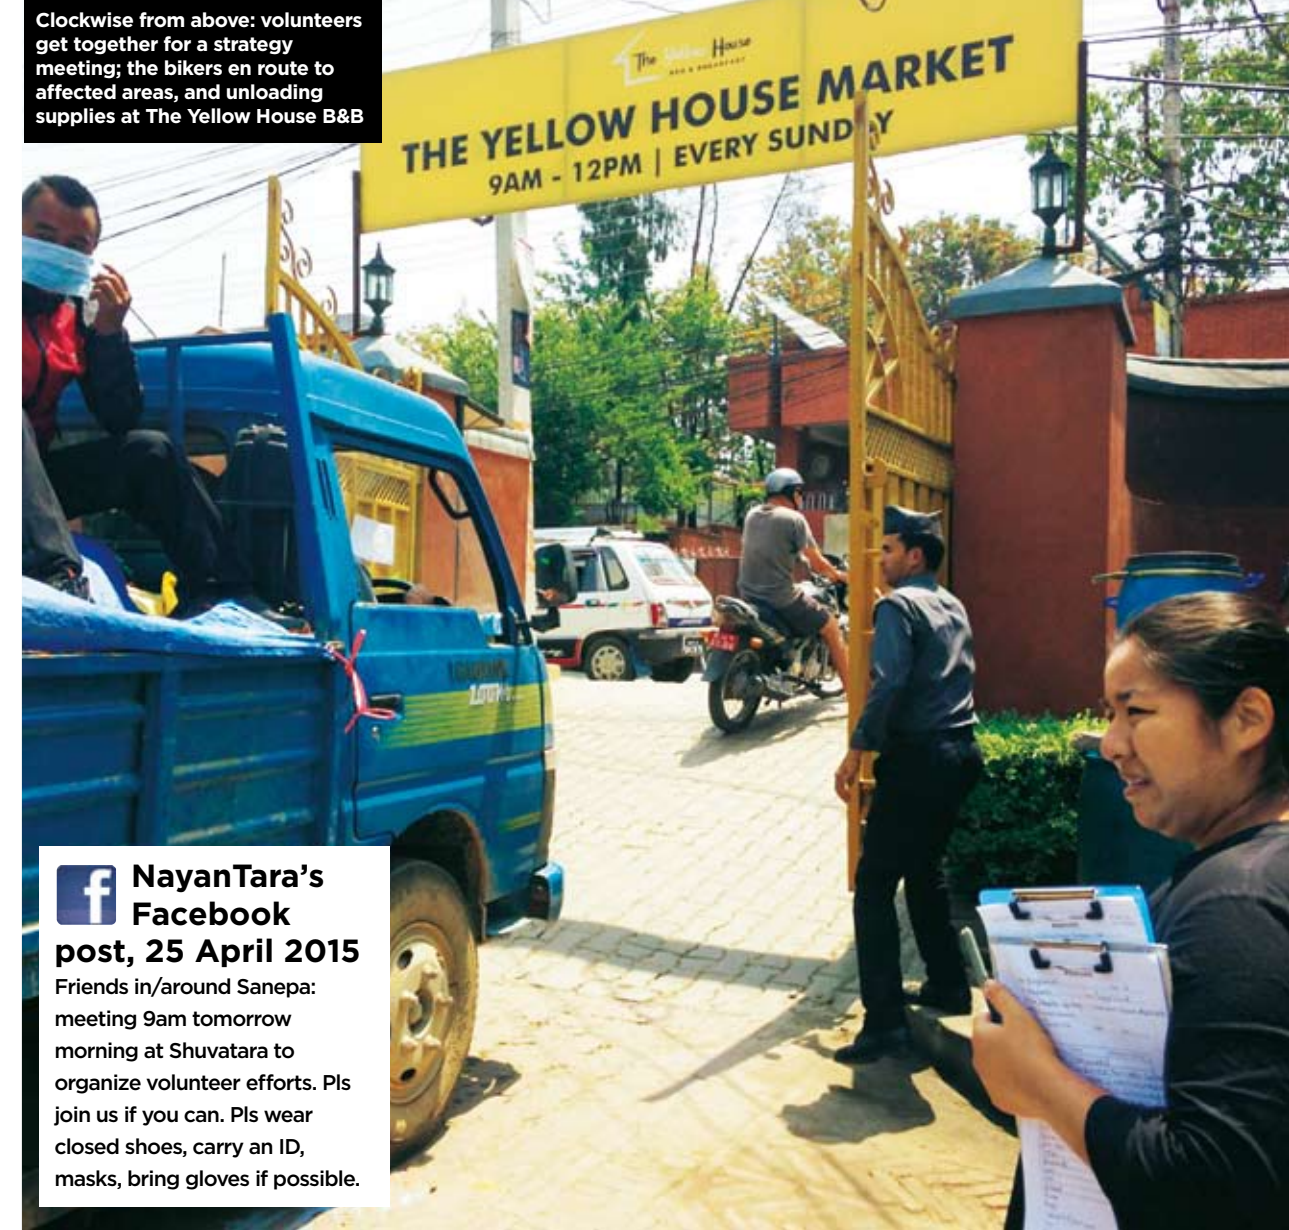 Clockwise from above: volunteers
get together for a strategy
meeting; the bikers en route to
affected areas, and unloading
supplies at The Yellow House B&B
The Yellow House
BED & BREAKFAST
THE YELLOW HOUSE MARKET
9AM - 12PM | EVERY SUNDAY
NayanTara’s
Facebook
post, 25 April 2015
Friends in/around Sanepa:
meeting 9am tomorrow
morning at Shuvatara to
organize volunteer efforts. Pls
join us if you can. Pls wear
closed shoes, carry an ID,
masks, bring gloves if possible.